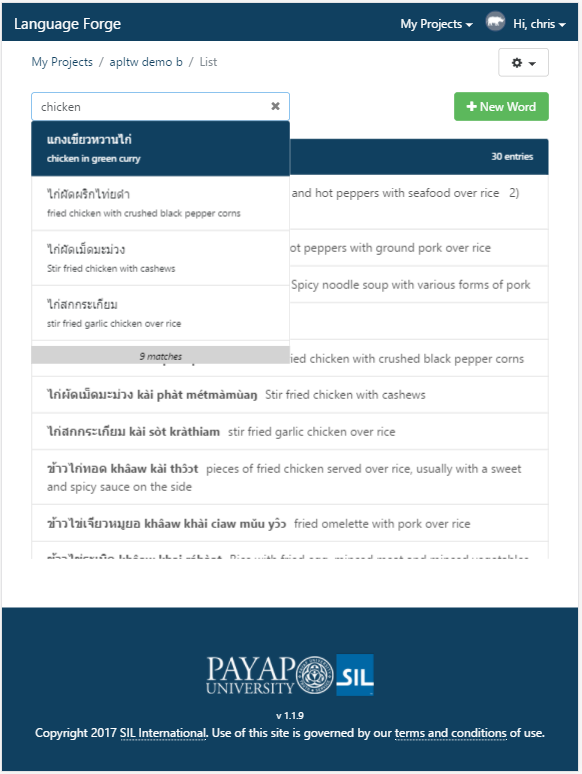 Language Forge
My Projects
Hi, chris
My Projects / apltw demo b / List
chicken
New Word
แกงเขียวหวานไก่
chicken in green curry
30 entries
ไก่ผัดพริกไทยดำ
fried chicken with crushed black pepper corns
and hot peppers with seafood over rice 2)
ไก่ผัดเม็ดมะม่วง
Stir fried chicken with cashews
ot peppers with ground pork over rice
Spicy noodle soup with various forms of pork
ไก่สกกระเกียม
stir fried garlic chicken over rice
9 matches
ied chicken with crushed black pepper corns
ไก่ผัดเม็ดมะม่วง kài phàt métmàmùaŋ Stir fried chicken with cashews
ไก่สกกระเกียม kài sòt kràthiam stir fried garlic chicken over rice
ข้าวไก่ทอด khâaw kài thɔ̂ɔt pieces of fried chicken served over rice, usually with a sweet
and spicy sauce on the side
ข้าวไข่เจียวหมูยอ khâaw khài ciaw mǔu yɔ̌ɔ fried omelette with pork over rice
Rice with fried egg, minced meat and minced vegetables
PAYAP
UNIVERSITY
SIL
v 1.1.9
Copyright 2017 SIL International. Use of this site is governed by our terms and conditions of use.